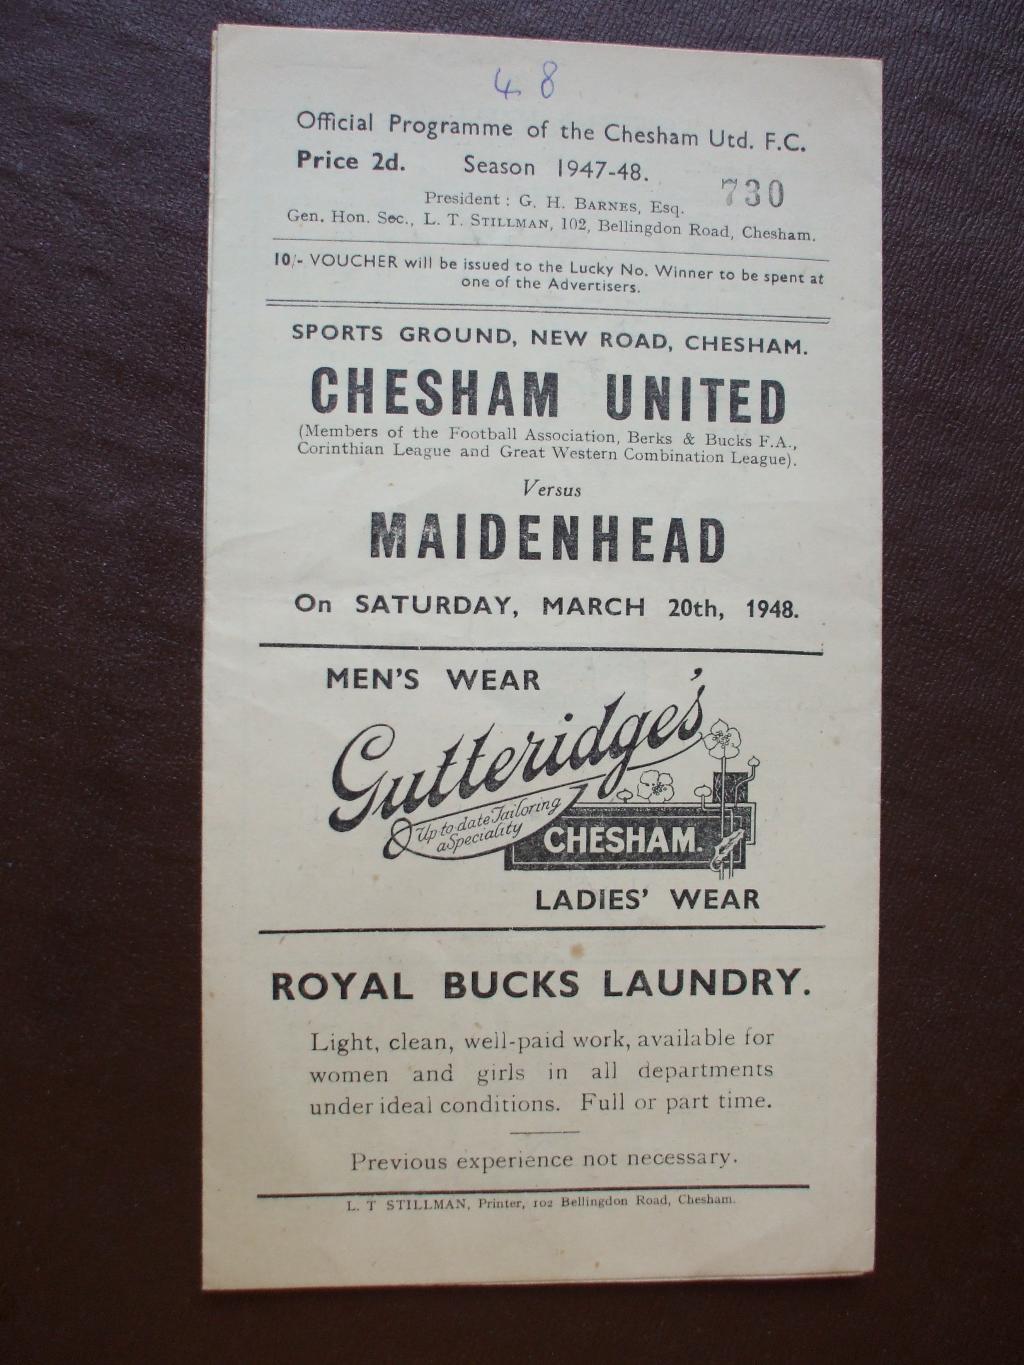 48
Official Programme of the Chesham Utd. F.C.
Price 2d. Season 1947-48. 730
President : G. H. BARNES, Esq.
Gen. Hon. Sec., L. T. STILLMAN, 102, Bellingdon Road, Chesham.
10/- VOUCHER will be issued to the Lucky No. Winner to be spent at
one of the Advertisers.
SPORTS GROUND, NEW ROAD, CHESHAM.
CHESHAM UNITED
(Members of the Football Association, Berks & Bucks F.A.,
Corinthian League and Great Western Combination League).
Versus
MAIDENHEAD
On SATURDAY, MARCH 20th, 1948.
MEN'S WEAR
Gutteridge's
Up-to-date Tailoring
a Speciality
CHESHAM.
LADIES' WEAR
ROYAL BUCKS LAUNDRY.
Light, clean, well-paid work, available for
women and girls in all departments
under ideal conditions. Full or part time.
Previous experience not necessary.
L. T STILLMAN, Printer, 102 Bellingdon Road, Chesham.